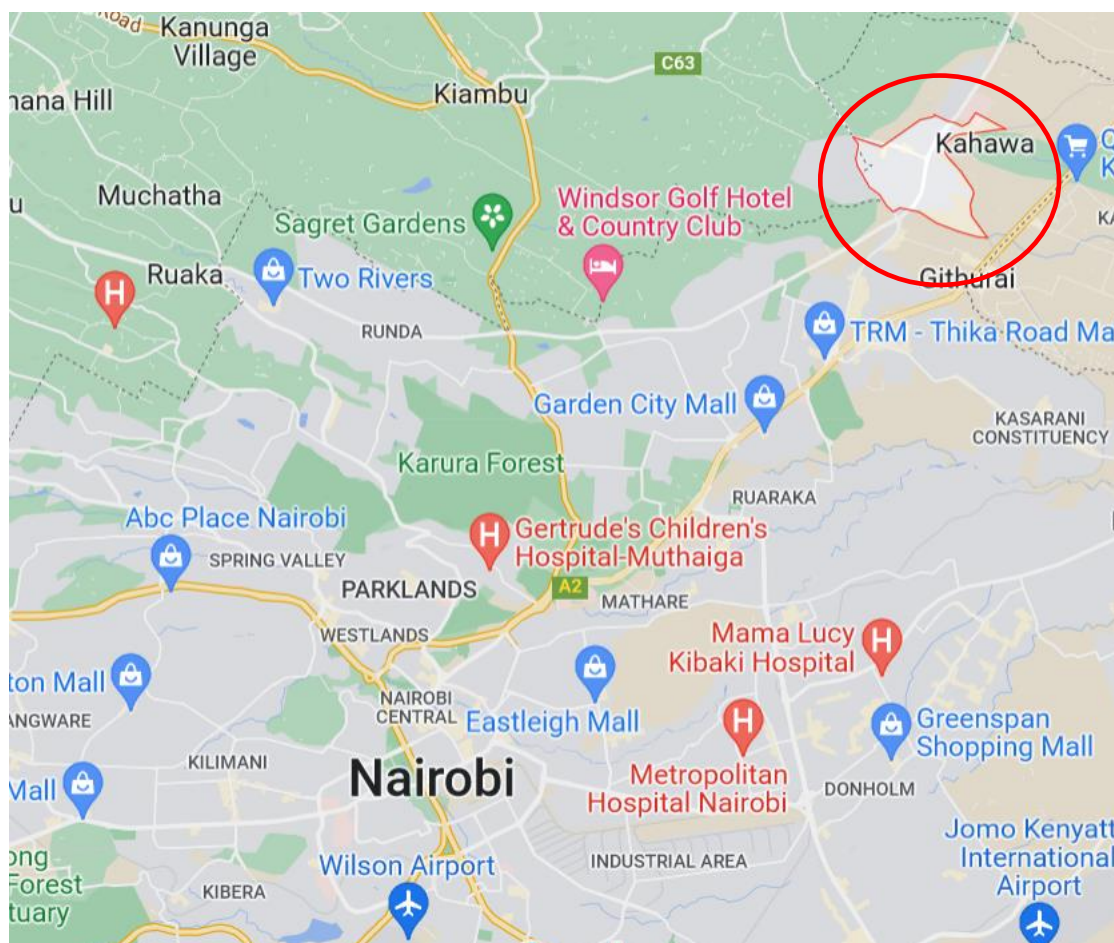 Road
Kanunga
Village
C63
nana Hill
Kiambu
Kahawa
Muchatha
Windsor Golf Hotel
& Country Club
Sagret Gardens
u
H
Ruaka
Two Rivers
Githurai
RUNDA
TRM - Thika Road Ma
Garden City Mall
KASARANI
CONSTITUENCY
Karura Forest
RUARAKA
Abc Place Nairobi
H
Gertrude's Children's
Hospital-Muthaiga
SPRING VALLEY
PARKLANDS
A2
MATHARE
WESTLANDS
Mama Lucy
Kibaki Hospital
H
ton Mall
NAIROBI
CENTRAL
ANGWARE
Eastleigh Mall
H
Greenspan
Shopping Mall
KILIMANI
Nairobi
Metropolitan
Hospital Nairobi
Mall
DONHOLM
Jomo Kenyatt
International
Airport
ong
Forest
tuary
Wilson Airport
INDUSTRIAL AREA
KIBERA